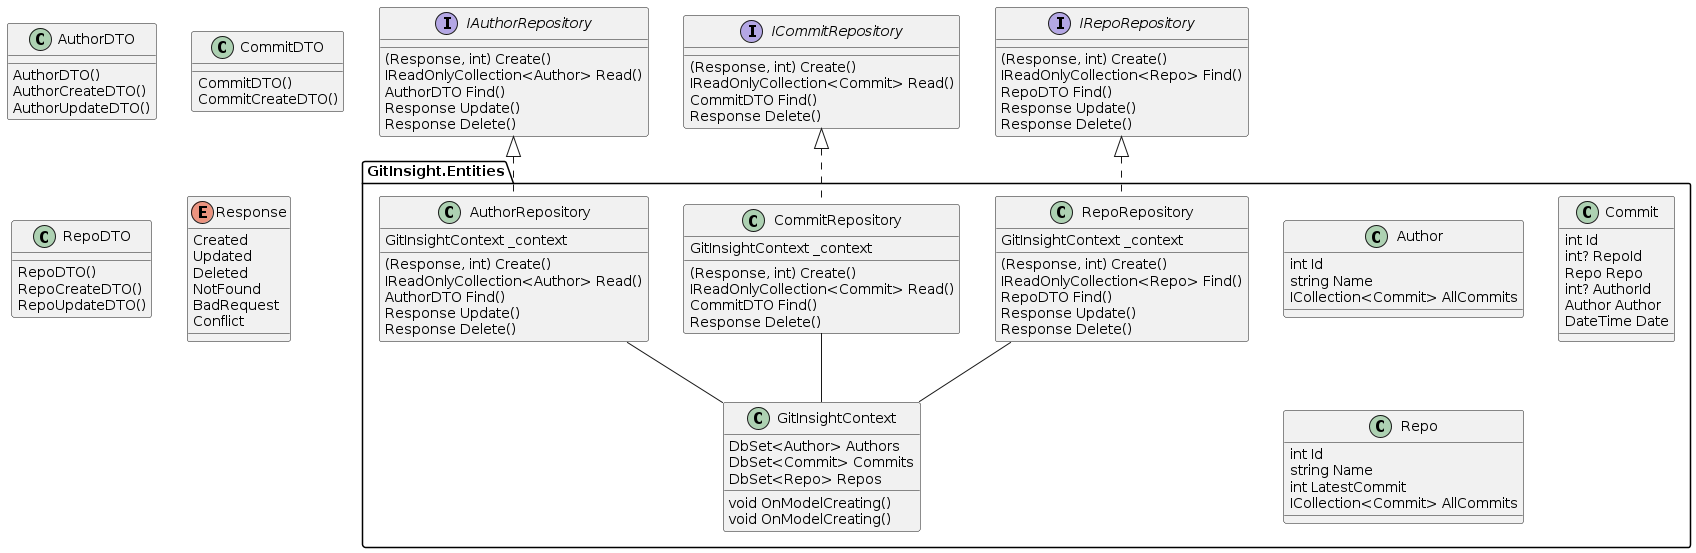 AuthorDTO
AuthorDTO()
AuthorCreateDTO()
AuthorUpdateDTO()
CommitDTO
CommitDTO()
CommitCreateDTO()
IAuthorRepository
(Response, int) Create()
IReadOnlyCollection<Author> Read()
AuthorDTO Find()
Response Update()
Response Delete()
ICommitRepository
(Response, int) Create()
IReadOnlyCollection<Commit> Read()
CommitDTO Find()
Response Delete()
IRepoRepository
(Response, int) Create()
IReadOnlyCollection<Repo> Find()
RepoDTO Find()
Response Update()
Response Delete()
RepoDTO
RepoDTO()
RepoCreateDTO()
RepoUpdateDTO()
Response
Created
Updated
Deleted
NotFound
BadRequest
Conflict
GitInsight.Entities
AuthorRepository
GitInsightContext _context
(Response, int) Create()
IReadOnlyCollection<Author> Read()
AuthorDTO Find()
Response Update()
Response Delete()
CommitRepository
GitInsightContext _context
(Response, int) Create()
IReadOnlyCollection<Commit> Read()
CommitDTO Find()
Response Delete()
RepoRepository
GitInsightContext _context
(Response, int) Create()
IReadOnlyCollection<Repo> Find()
RepoDTO Find()
Response Update()
Response Delete()
Author
int Id
string Name
ICollection<Commit> AllCommits
Commit
int Id
int? RepoId
Repo Repo
int? AuthorId
Author Author
DateTime Date
GitInsightContext
DbSet<Author> Authors
DbSet<Commit> Commits
DbSet<Repo> Repos
void OnModelCreating()
void OnModelCreating()
Repo
int Id
string Name
int LatestCommit
ICollection<Commit> AllCommits